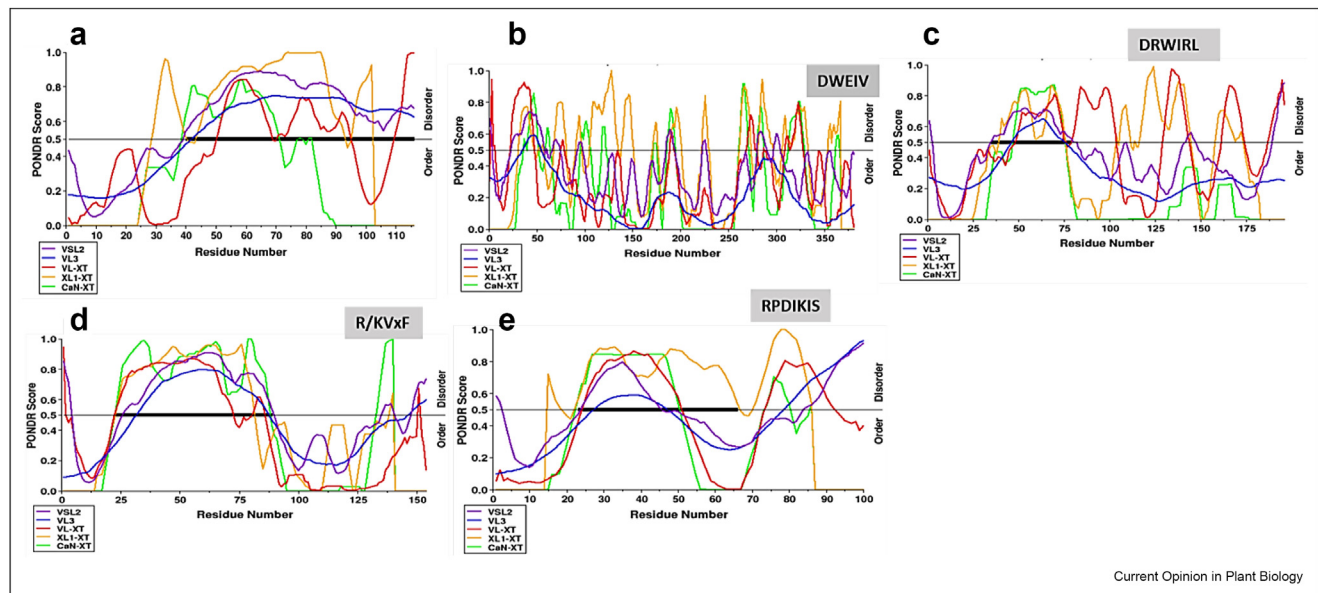 a
1.0
0.8
0.6
0.5
0.4
0.2
0.0
PONDR Score
Disorder
Order
0 10 20 30 40 50 60 70 80 90 100 110
Residue Number
VSL2
VL3
VL-XT
XL1-XT
CaN-XT
b
DWEIV
1.0
0.8
0.6
0.5
0.4
0.2
0.0
PONDR Score
Disorder
Order
0 50 100 150 200 250 300 350
Residue Number
VSL2
VL3
VL-XT
XL1-XT
CaN-XT
c
DRWIRL
1.0
0.8
0.6
0.5
0.4
0.2
0.0
PONDR Score
Disorder
Order
0 25 50 75 100 125 150 175
Residue Number
VSL2
VL3
VL-XT
XL1-XT
CaN-XT
d
R/KVxF
1.0
0.8
0.6
0.5
0.4
0.2
0.0
PONDR Score
Disorder
Order
0 25 50 75 100 125 150
Residue Number
VSL2
VL3
VL-XT
XL1-XT
CaN-XT
e
RPDIKIS
1.0
0.8
0.6
0.5
0.4
0.2
0.0
PONDR Score
Disorder
Order
0 10 20 30 40 50 60 70 80 90 100
Residue Number
VSL2
VL3
VL-XT
XL1-XT
CaN-XT
Current Opinion in Plant Biology